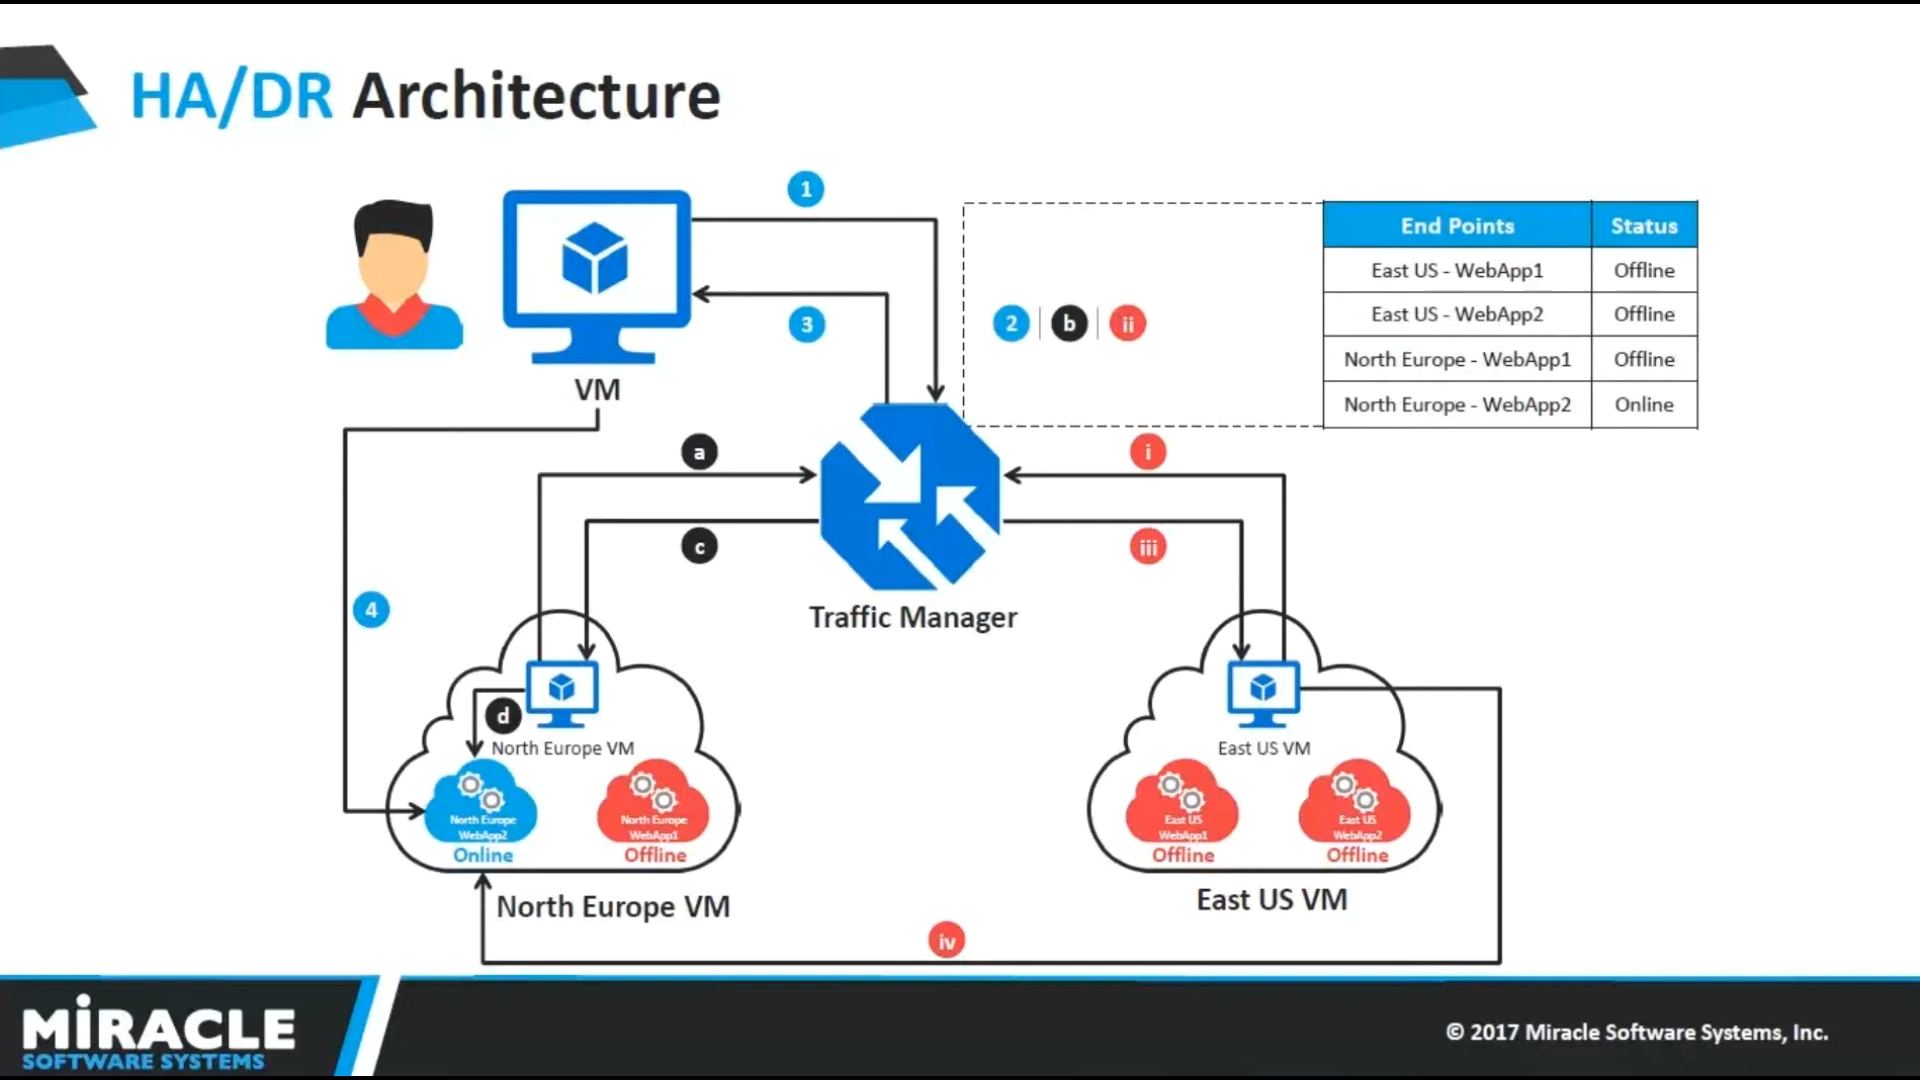 HA/DR Architecture
1
3
2 b ii
End Points Status
East US - WebApp1 Offline
East US - WebApp2 Offline
North Europe - WebApp1 Offline
North Europe - WebApp2 Online
VM
a
i
c
iii
4
Traffic Manager
d
North Europe VM
East US VM
North Europe
WebApp2
Online
North Europe
WebApp1
Offline
East US
WebApp1
Offline
East US
WebApp2
Offline
North Europe VM
East US VM
iv
MiRACLE
SOFTWARE SYSTEMS
© 2017 Miracle Software Systems, Inc.